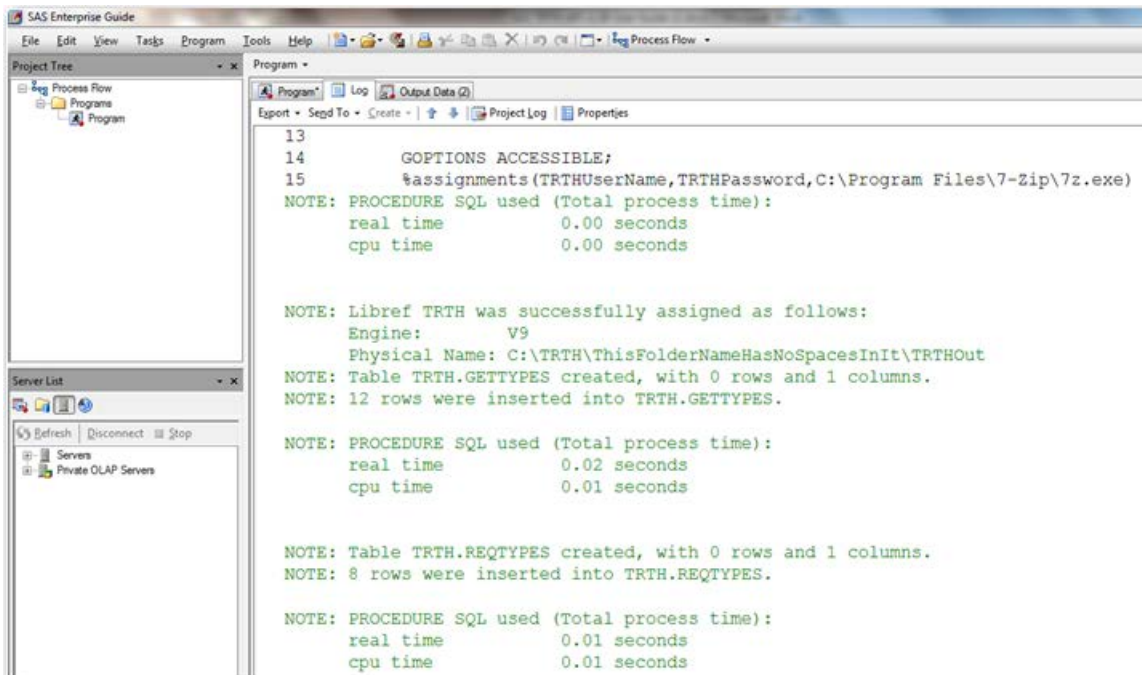 SAS Enterprise Guide
File Edit View Tasks Program Tools Help Process Flow
Project Tree
Process Flow
Programs
Program
Server List
Refresh Disconnect Stop
Servers
Private OLAP Servers
Program
Program* Log Output Data (2)
Export Send To Create Project Log Properties
13
14 GOPTIONS ACCESSIBLE;
15 %assignments(TRTHUserName,TRTHPassword,C:\Program Files\7-Zip\7z.exe)
NOTE: PROCEDURE SQL used (Total process time):
real time 0.00 seconds
cpu time 0.00 seconds
NOTE: Libref TRTH was successfully assigned as follows:
Engine: V9
Physical Name: C:\TRTH\ThisFolderNameHasNoSpacesInIt\TRTHOut
NOTE: Table TRTH.GETTYPES created, with 0 rows and 1 columns.
NOTE: 12 rows were inserted into TRTH.GETTYPES.
NOTE: PROCEDURE SQL used (Total process time):
real time 0.02 seconds
cpu time 0.01 seconds
NOTE: Table TRTH.REQTYPES created, with 0 rows and 1 columns.
NOTE: 8 rows were inserted into TRTH.REQTYPES.
NOTE: PROCEDURE SQL used (Total process time):
real time 0.01 seconds
cpu time 0.01 seconds